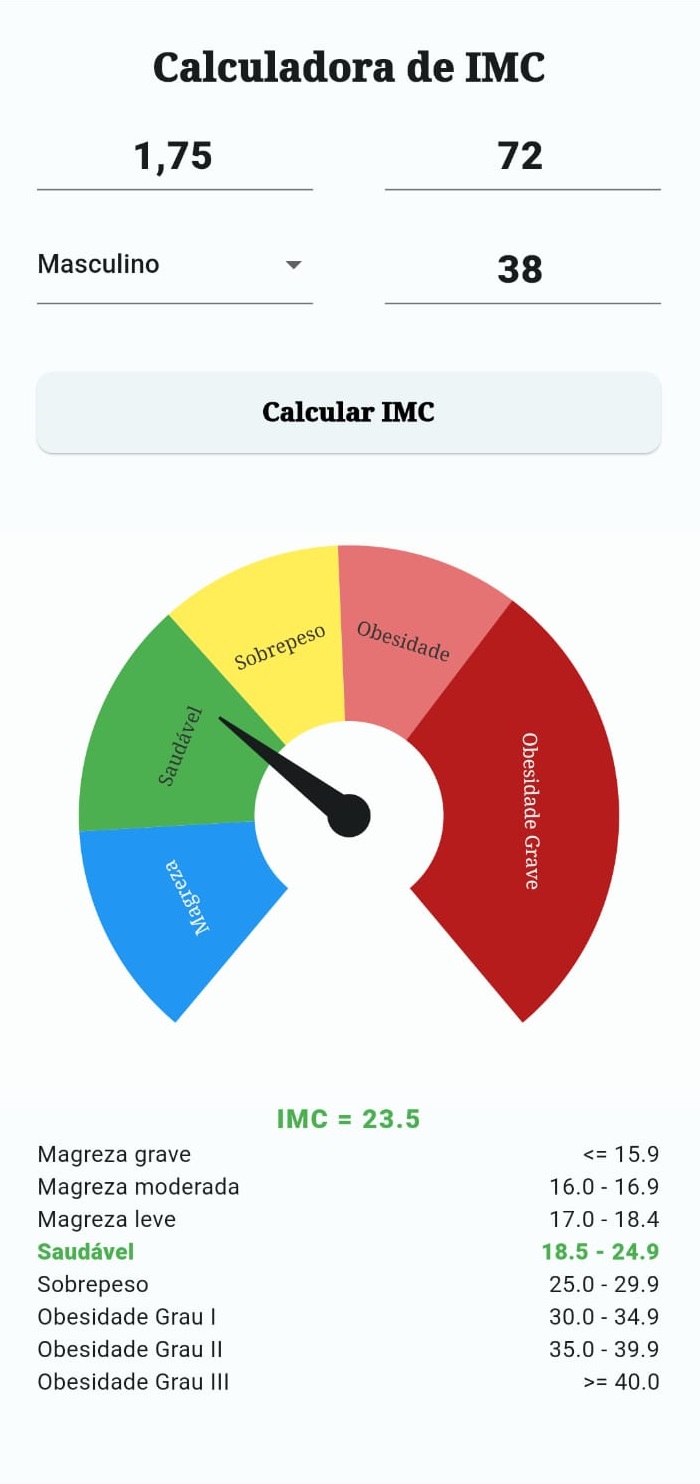 Calculadora de IMC
1,75 72
Masculino 38
Calcular IMC
Sobrepeso
Obesidade
Saudável
Obesidade Grave
Magreza
IMC = 23.5
Magreza grave <= 15.9
Magreza moderada 16.0 - 16.9
Magreza leve 17.0 - 18.4
Saudável 18.5 - 24.9
Sobrepeso 25.0 - 29.9
Obesidade Grau I 30.0 - 34.9
Obesidade Grau II 35.0 - 39.9
Obesidade Grau III >= 40.0